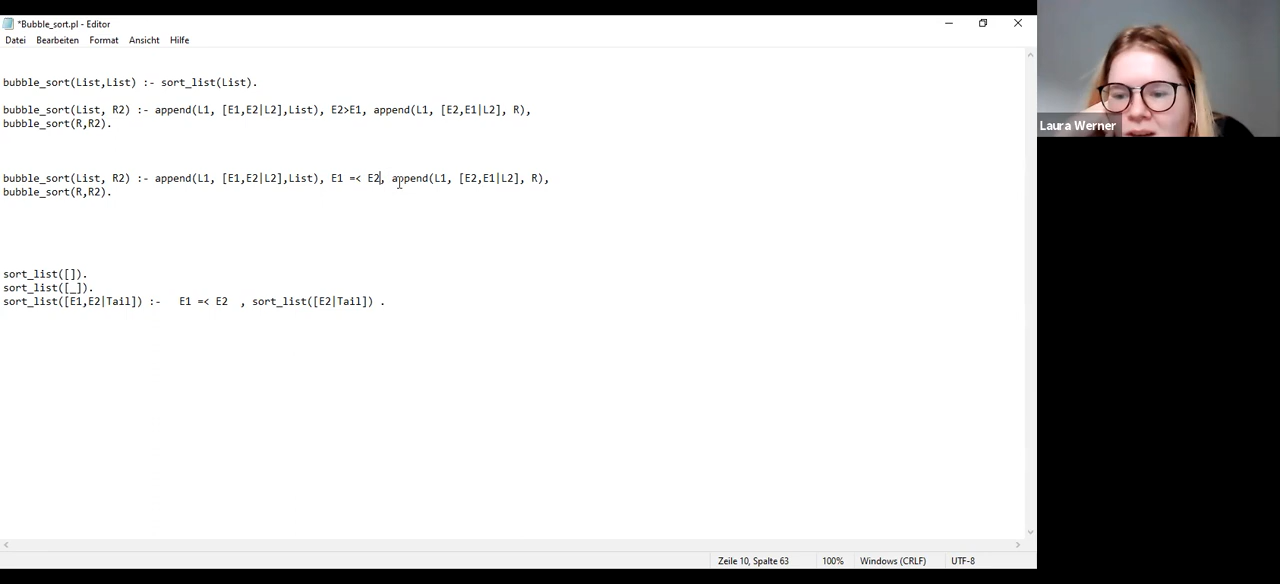 *Bubble_sort.pl - Editor
Datei Bearbeiten Format Ansicht Hilfe
bubble_sort(List,List) :- sort_list(List).
bubble_sort(List, R2) :- append(L1, [E1,E2|L2],List), E2>E1, append(L1, [E2,E1|L2], R),
bubble_sort(R,R2).
bubble_sort(List, R2) :- append(L1, [E1,E2|L2],List), E1 =< E2, append(L1, [E2,E1|L2], R),
bubble_sort(R,R2).
sort_list([]).
sort_list([_]).
sort_list([E1,E2|Tail]) :-   E1 =< E2  , sort_list([E2|Tail]) .
Zeile 10, Spalte 63 100% Windows (CRLF) UTF-8
Laura Werner